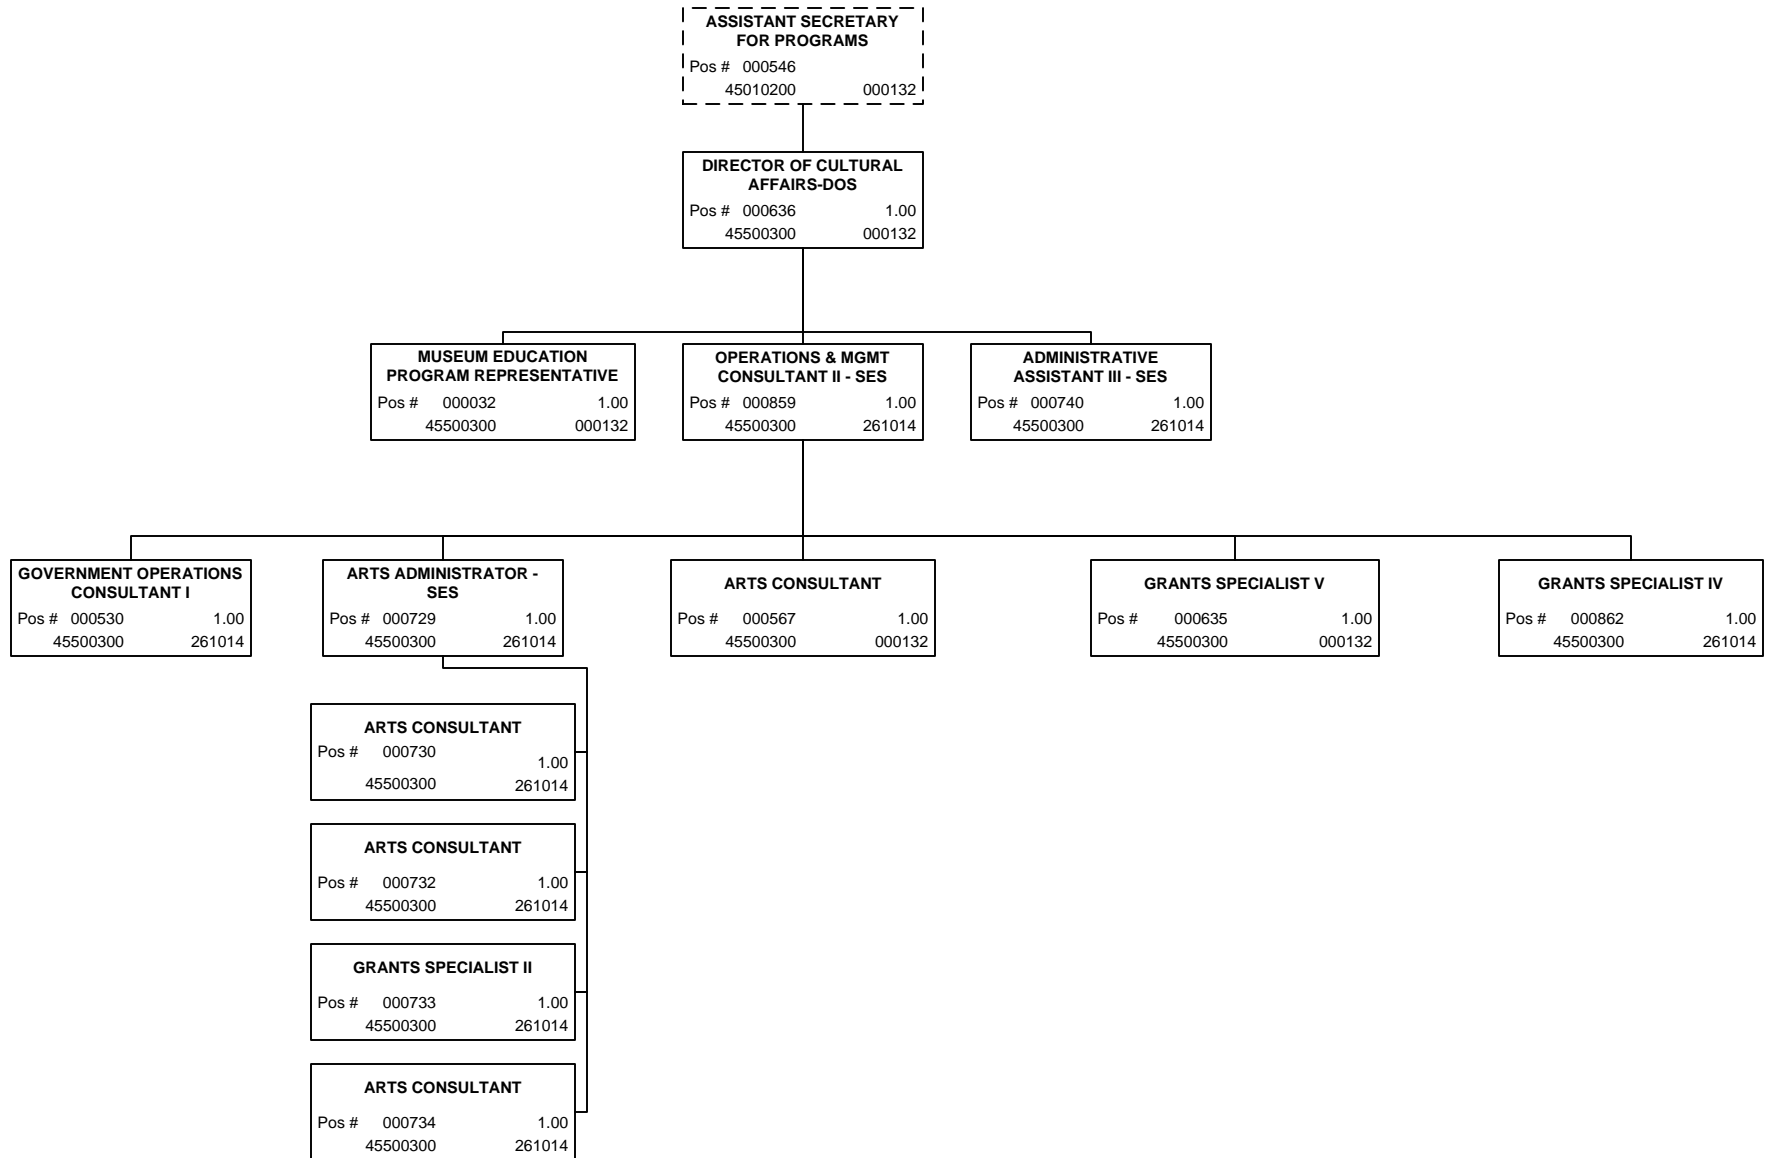 ASSISTANT SECRETARY
FOR PROGRAMS
Pos # 000546
45010200 000132
DIRECTOR OF CULTURAL
AFFAIRS-DOS
Pos # 000636 1.00
45500300 000132
MUSEUM EDUCATION
PROGRAM REPRESENTATIVE
Pos # 000032 1.00
45500300 000132
OPERATIONS & MGMT
CONSULTANT II - SES
Pos # 000859 1.00
45500300 261014
ADMINISTRATIVE
ASSISTANT III - SES
Pos # 000740 1.00
45500300 261014
GOVERNMENT OPERATIONS
CONSULTANT I
Pos # 000530 1.00
45500300 261014
ARTS ADMINISTRATOR -
SES
Pos # 000729 1.00
45500300 261014
ARTS CONSULTANT
Pos # 000567 1.00
45500300 000132
GRANTS SPECIALIST V
Pos # 000635 1.00
45500300 000132
GRANTS SPECIALIST IV
Pos # 000862 1.00
45500300 261014
ARTS CONSULTANT
Pos # 000730 1.00
45500300 261014
ARTS CONSULTANT
Pos # 000732 1.00
45500300 261014
GRANTS SPECIALIST II
Pos # 000733 1.00
45500300 261014
ARTS CONSULTANT
Pos # 000734 1.00
45500300 261014